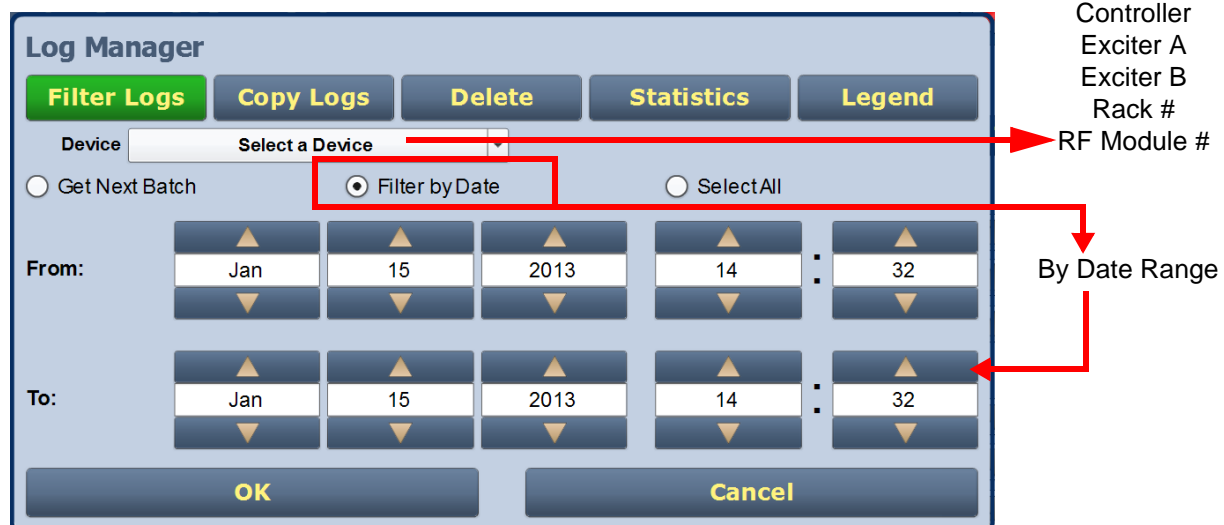 Log Manager
Filter Logs Copy Logs Delete Statistics Legend
Device Select a Device
Get Next Batch Filter by Date Select All
From: Jan 15 2013 14 : 32
To: Jan 15 2013 14 : 32
OK Cancel
Controller
Exciter A
Exciter B
Rack #
RF Module #
By Date Range